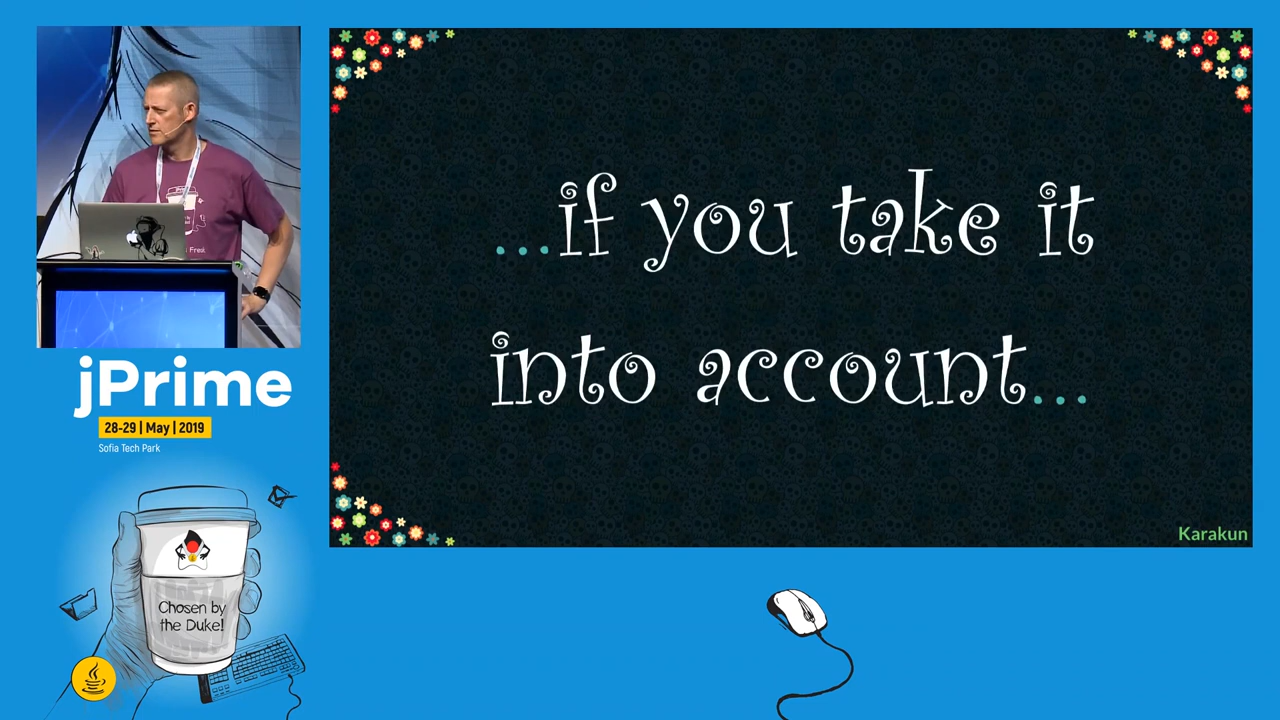 ...if you take it
into account...
Karakun
jPrime
28-29 | May | 2019
Sofia Tech Park
Chosen by
the Duke!